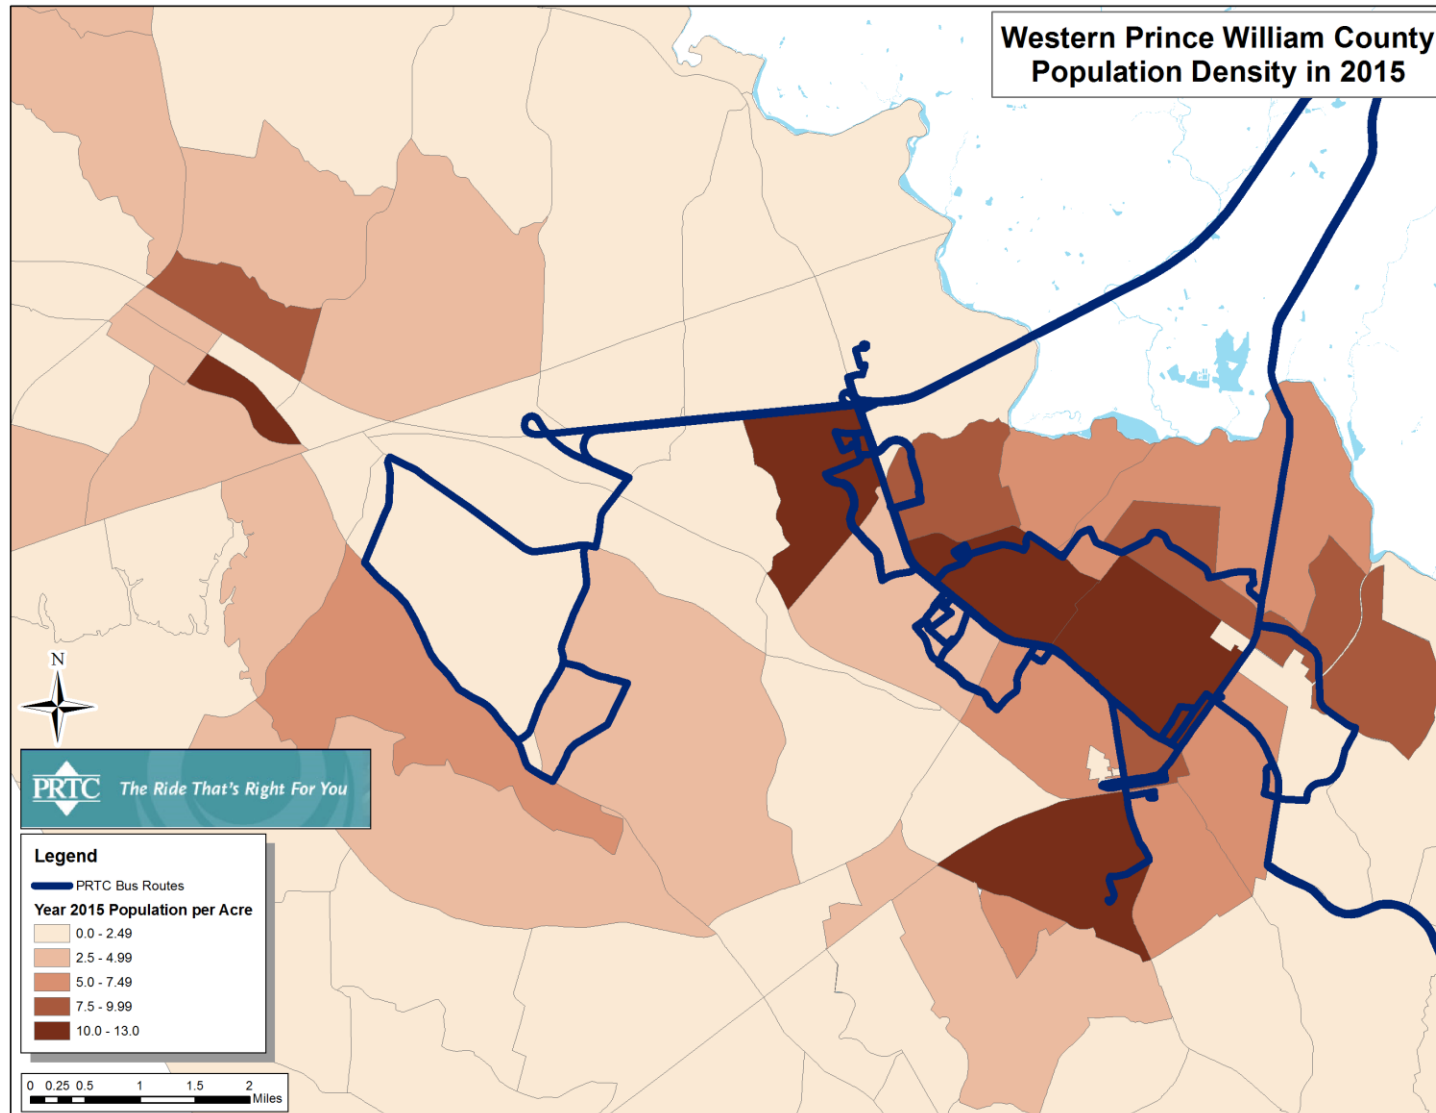 Western Prince William County
Population Density in 2015
N
PRTC
The Ride That's Right For You
Legend
PRTC Bus Routes
Year 2015 Population per Acre
0.0 - 2.49
2.5 - 4.99
5.0 - 7.49
7.5 - 9.99
10.0 - 13.0
0 0.25 0.5 1 1.5 2
Miles